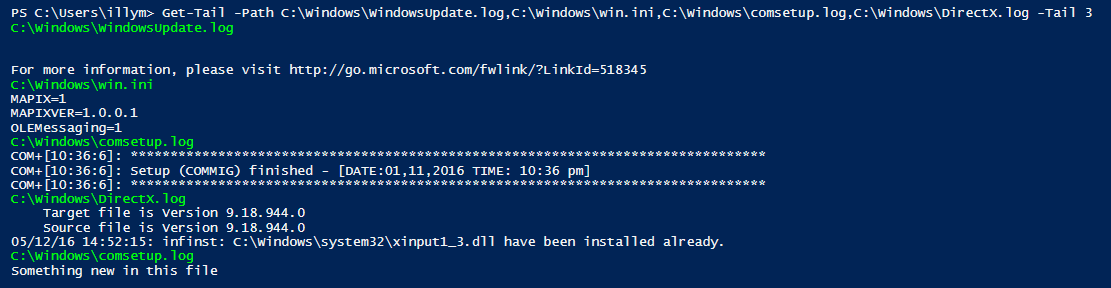 PS C:\Users\illym> Get-Tail -Path C:\Windows\WindowsUpdate.log,C:\Windows\win.ini,C:\Windows\comsetup.log,C:\Windows\DirectX.log -Tail 3
C:\Windows\WindowsUpdate.log
For more information, please visit http://go.microsoft.com/fwlink/?LinkId=518345
C:\Windows\win.ini
MAPIX=1
MAPIXVER=1.0.0.1
OLEMessaging=1
C:\Windows\comsetup.log
COM+[10:36:6]: ********************************************************************************
COM+[10:36:6]: Setup (COMMIG) finished - [DATE:01,11,2016 TIME: 10:36 pm]
COM+[10:36:6]: ********************************************************************************
C:\Windows\DirectX.log
    Target file is Version 9.18.944.0
    Source file is Version 9.18.944.0
05/12/16 14:52:15: infinst: C:\Windows\system32\xinput1_3.dll have been installed already.
C:\Windows\comsetup.log
Something new in this file